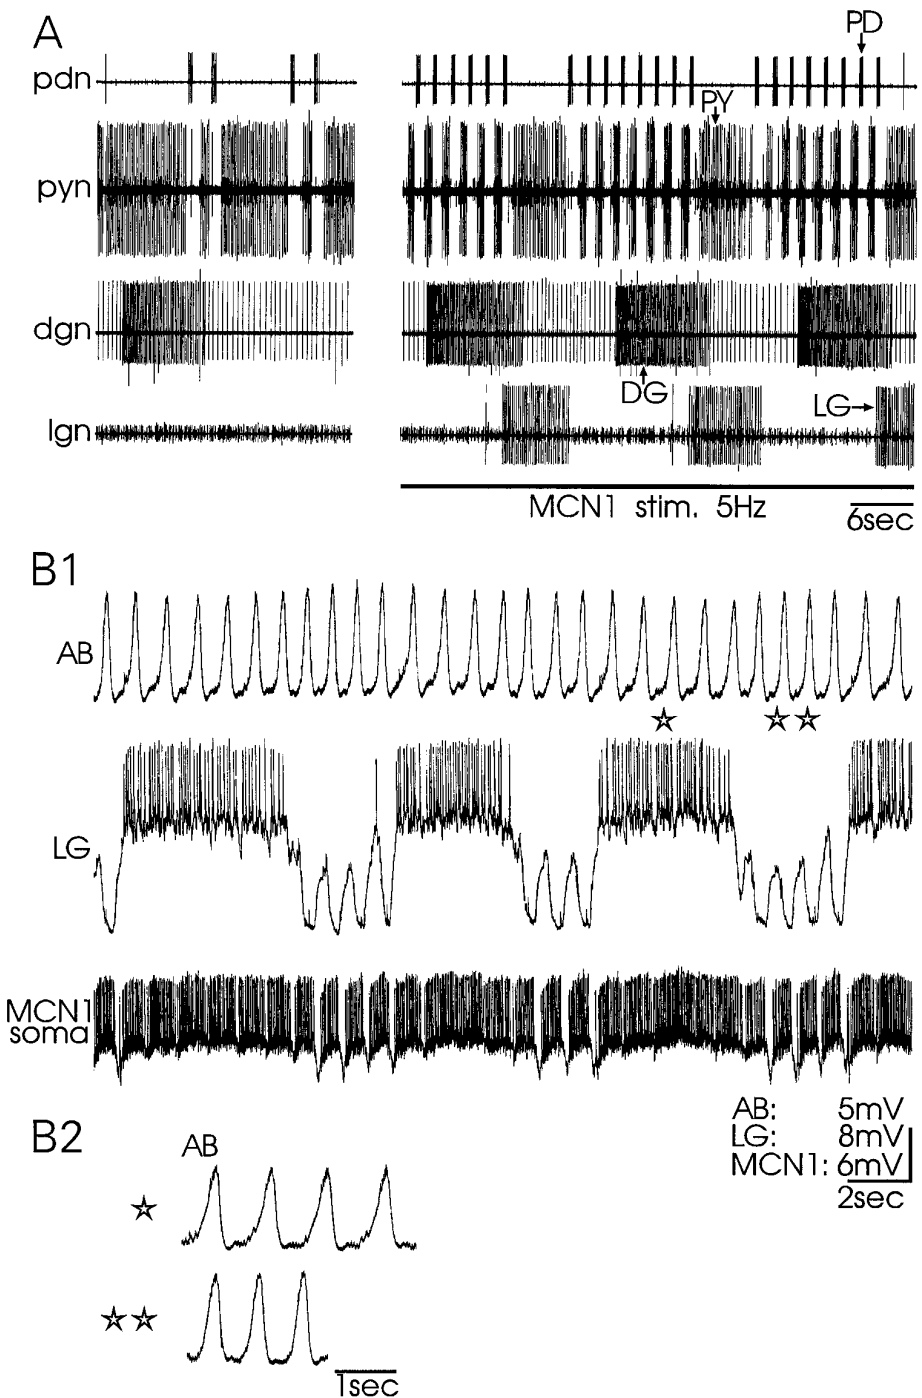 A
PD
pdn
PY
pyn
dgn
DG
LG
lgn
MCN1 stim. 5Hz
6sec
B1
AB
LG
MCN1
soma
AB: 5mV
LG: 8mV
MCN1: 6mV
2sec
B2
AB
1sec